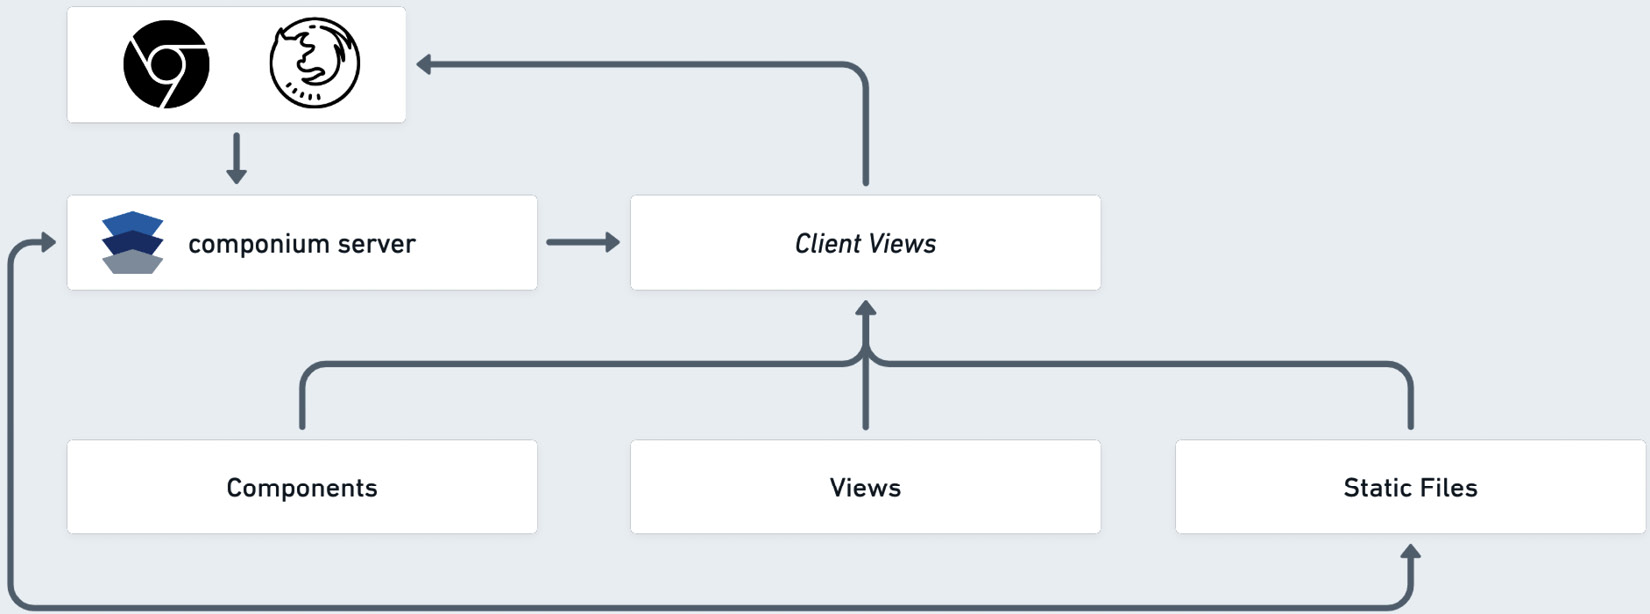 componium server
Client Views
Components
Views
Static Files